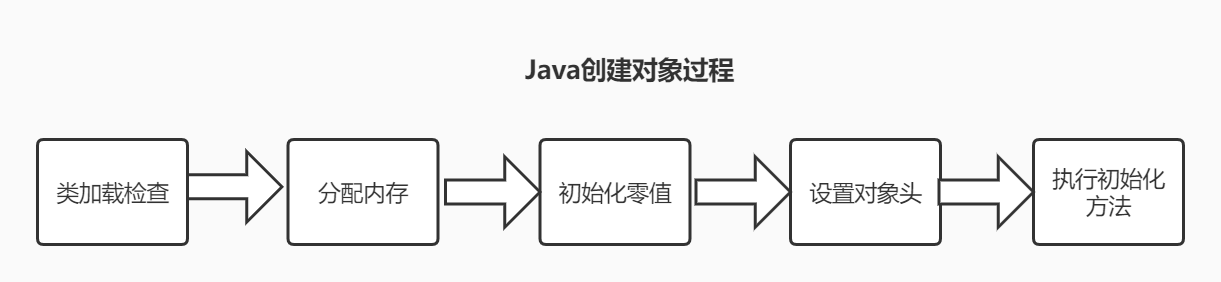 Java创建对象过程
类加载检查
分配内存
初始化零值
设置对象头
执行初始化
方法